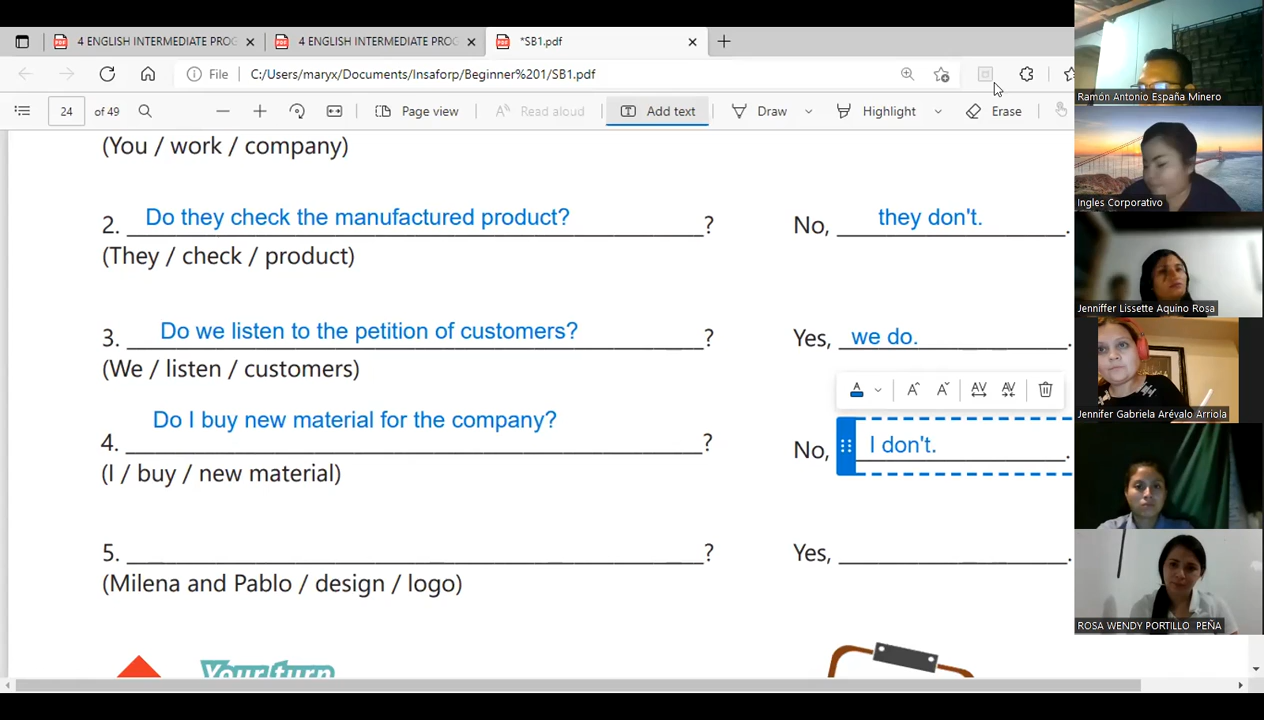 4 ENGLISH INTERMEDIATE PROG
4 ENGLISH INTERMEDIATE PROG
*SB1.pdf
File
C:/Users/maryx/Documents/Insaforp/Beginner%201/SB1.pdf
24 of 49
Page view
Read aloud
Add text
Draw
Highlight
Erase
(You / work / company)
2. Do they check the manufactured product? ?
No, they don't.
(They / check / product)
3. Do we listen to the petition of customers? ?
Yes, we do.
(We / listen / customers)
4. Do I buy new material for the company? ?
No, I don't.
(I / buy / new material)
5. ?
Yes, .
(Milena and Pablo / design / logo)
Your turn
Ramón Antonio España Minero
Ingles Corporativo
Jenniffer Lissette Aquino Rosa
Jennifer Gabriela Arévalo Arriola
ROSA WENDY PORTILLO PEÑA